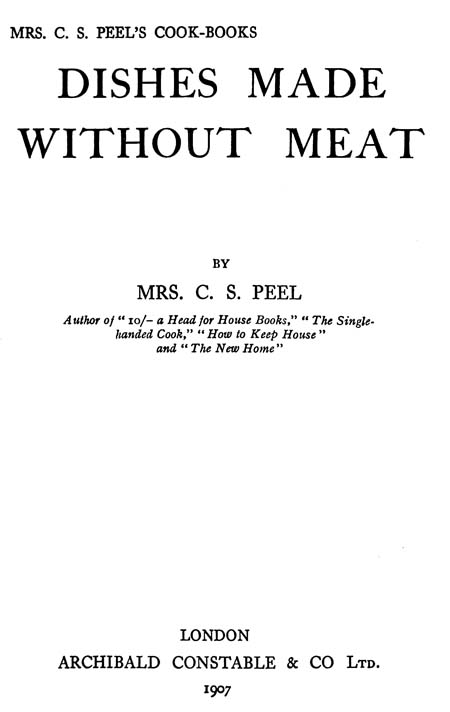 MRS. C. S. PEEL'S COOK-BOOKS
DISHES MADE
WITHOUT MEAT
BY
MRS. C. S. PEEL
Author of "10/- a Head for House Books," "The Single-
handed Cook," "How to Keep House"
and "The New Home"
LONDON
ARCHIBALD CONSTABLE & CO LTD.
1907